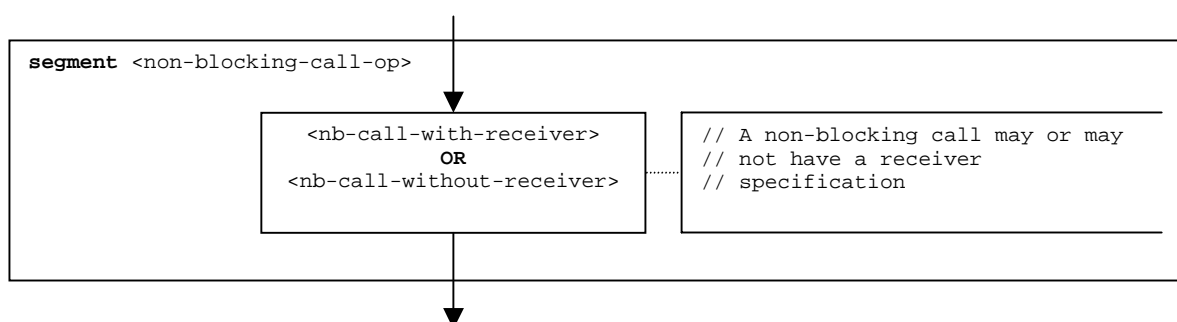 segment <non-blocking-call-op>
<nb-call-with-receiver>
OR
<nb-call-without-receiver>
// A non-blocking call may or may
// not have a receiver
// specification